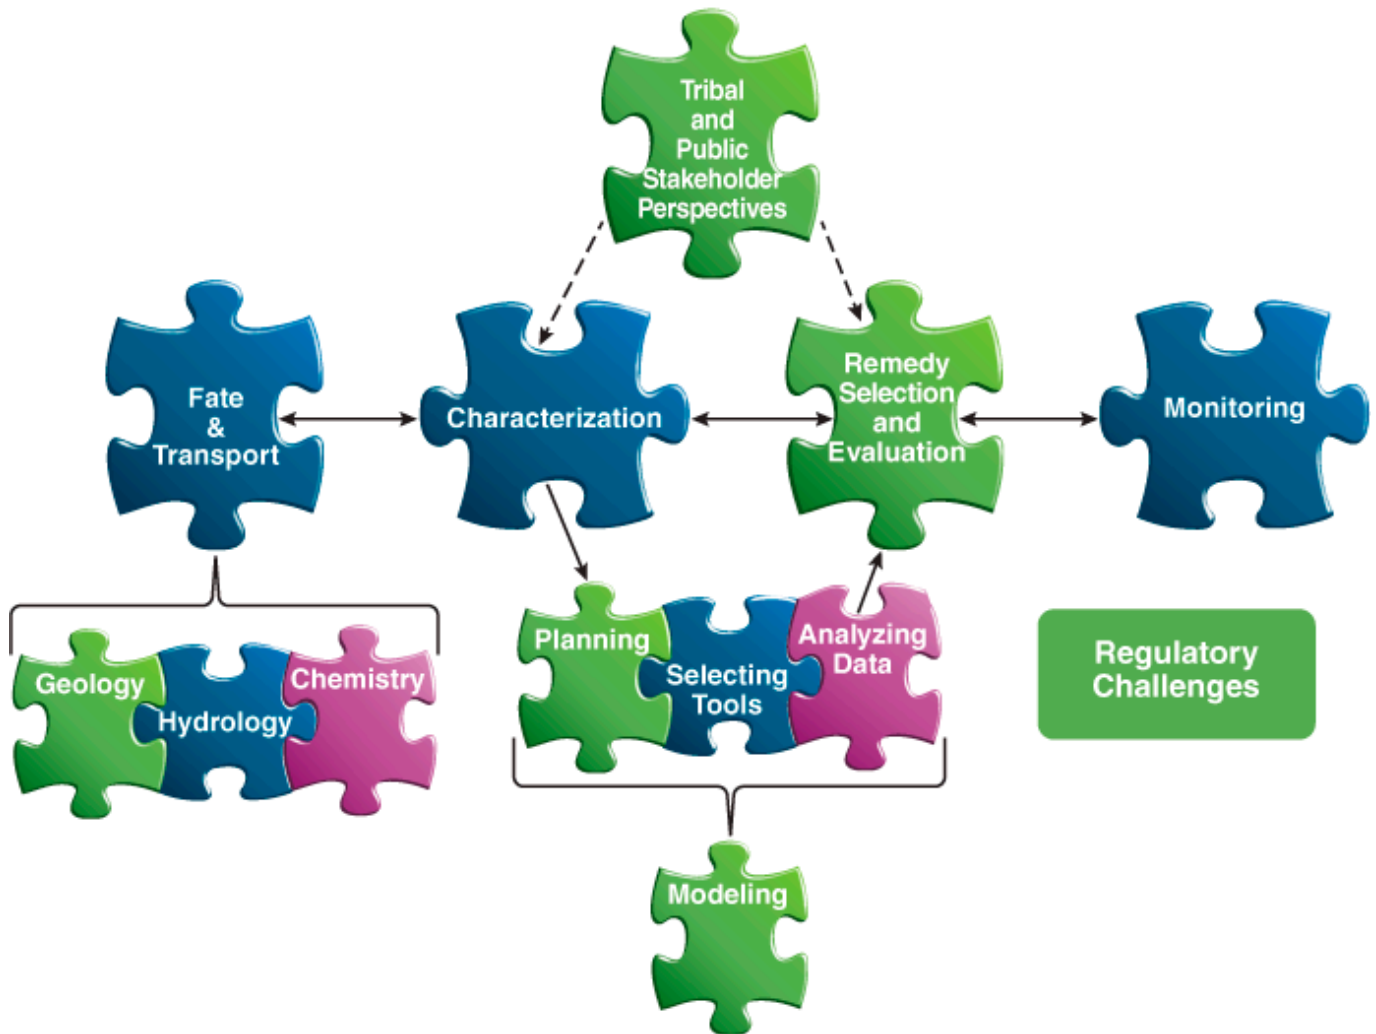 Tribal
and
Public
Stakeholder
Perspectives
Fate
&
Transport
Characterization
Remedy
Selection
and
Evaluation
Monitoring
Geology
Hydrology
Chemistry
Planning
Selecting
Tools
Analyzing
Data
Regulatory
Challenges
Modeling